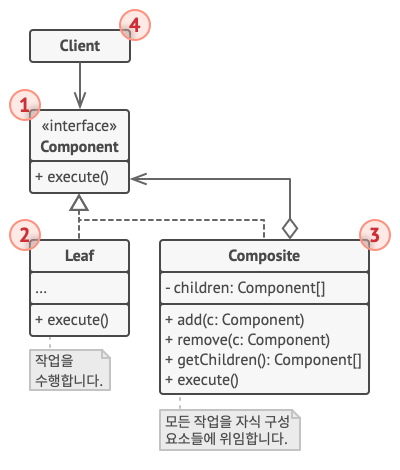 4
Client
1
«interface»
Component
+ execute()
2
Leaf
...
+ execute()
작업을
수행합니다.
3
Composite
- children: Component[]
+ add(c: Component)
+ remove(c: Component)
+ getChildren(): Component[]
+ execute()
모든 작업을 자식 구성
요소들에 위임합니다.